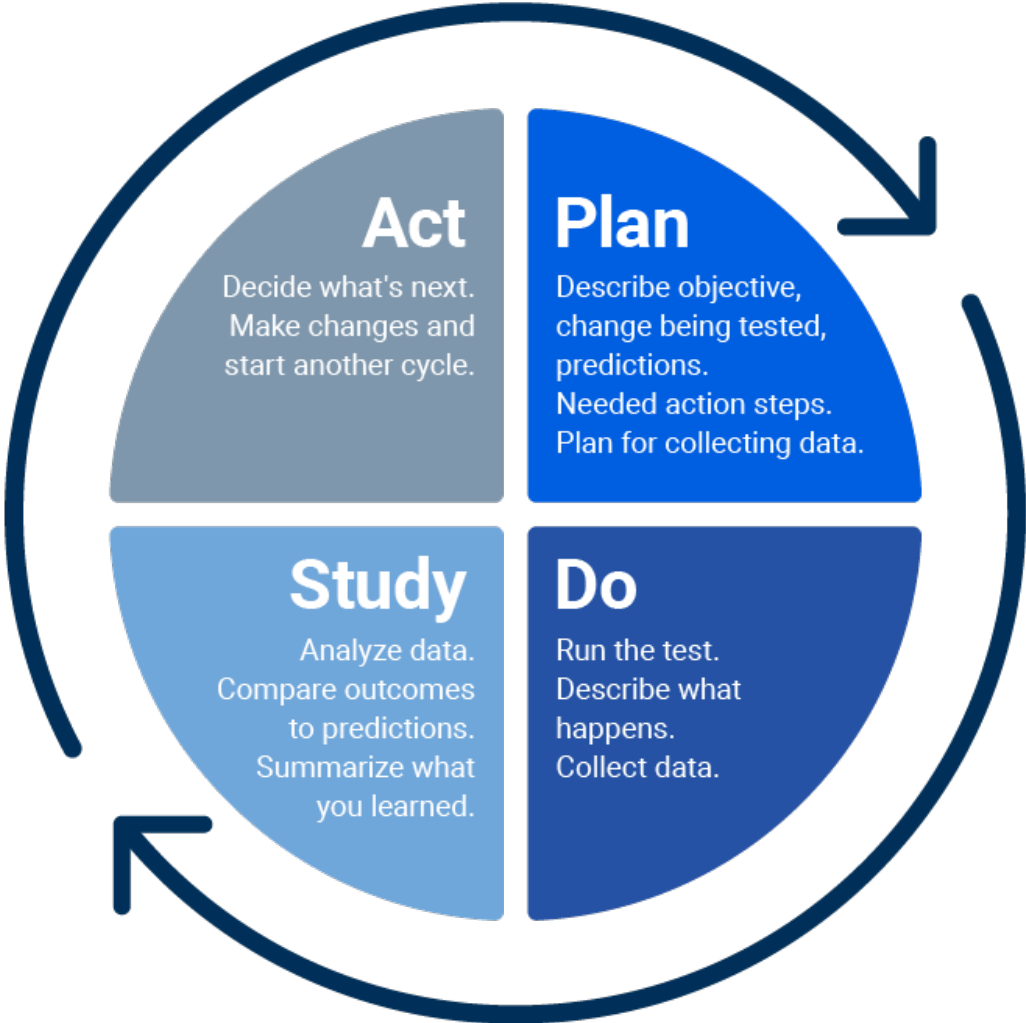 Act
Decide what's next.
Make changes and
start another cycle.
Plan
Describe objective,
change being tested,
predictions.
Needed action steps.
Plan for collecting data.
Study
Analyze data.
Compare outcomes
to predictions.
Summarize what
you learned.
Do
Run the test.
Describe what
happens.
Collect data.